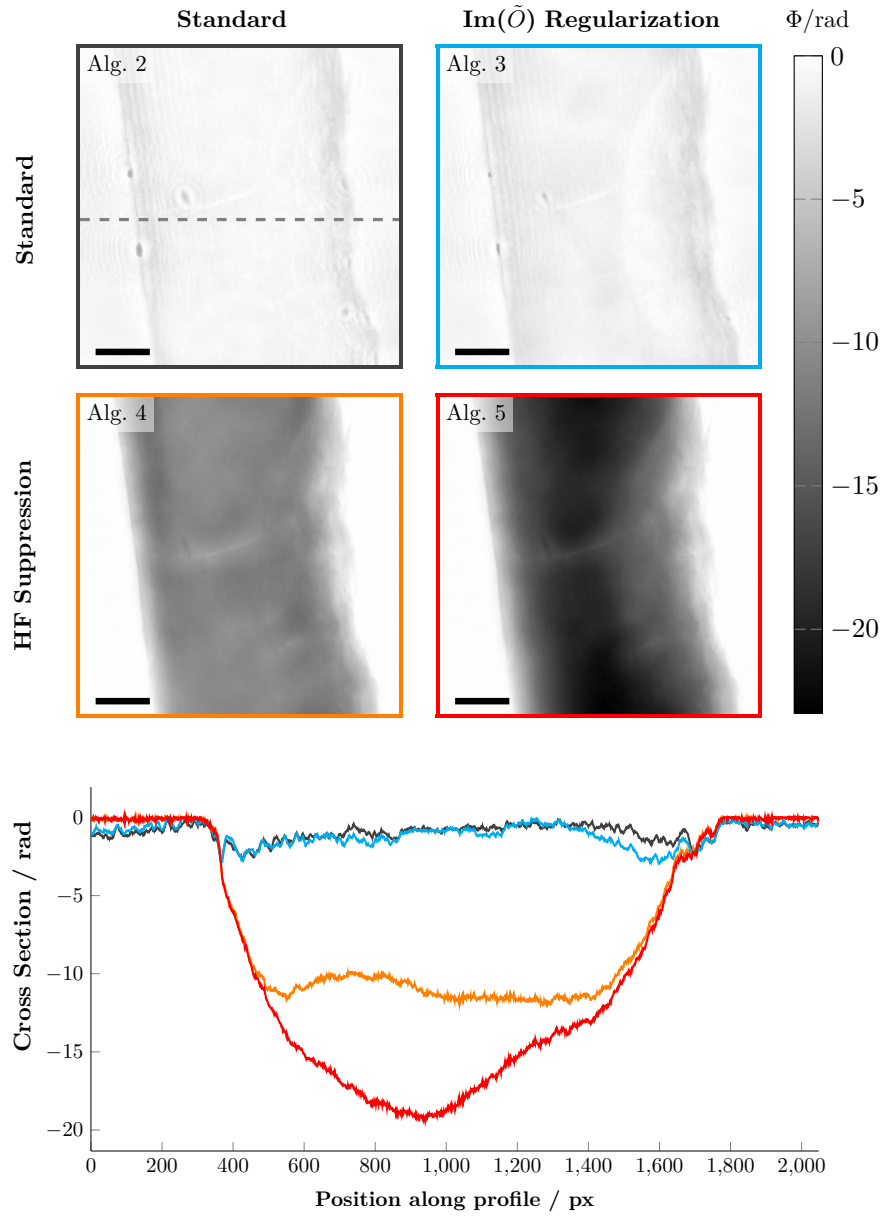 Standard
Im(Õ) Regularization
Φ/rad
Standard
Alg. 2
Alg. 3
0
−5
−10
−15
−20
HF Suppression
Alg. 4
Alg. 5
Cross Section / rad
0
−5
−10
−15
−20
0 200 400 600 800 1,000 1,200 1,400 1,600 1,800 2,000
Position along profile / px